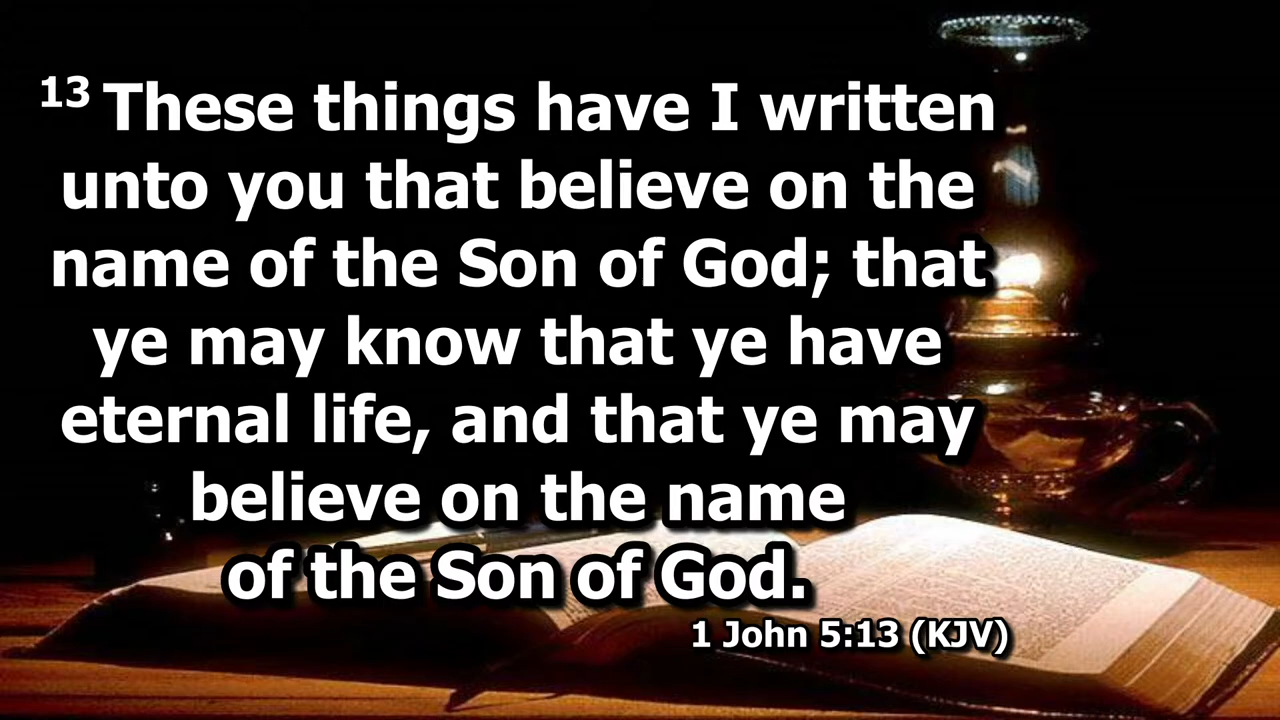 13 These things have I written
unto you that believe on the
name of the Son of God; that
ye may know that ye have
eternal life, and that ye may
believe on the name
of the Son of God.
1 John 5:13 (KJV)